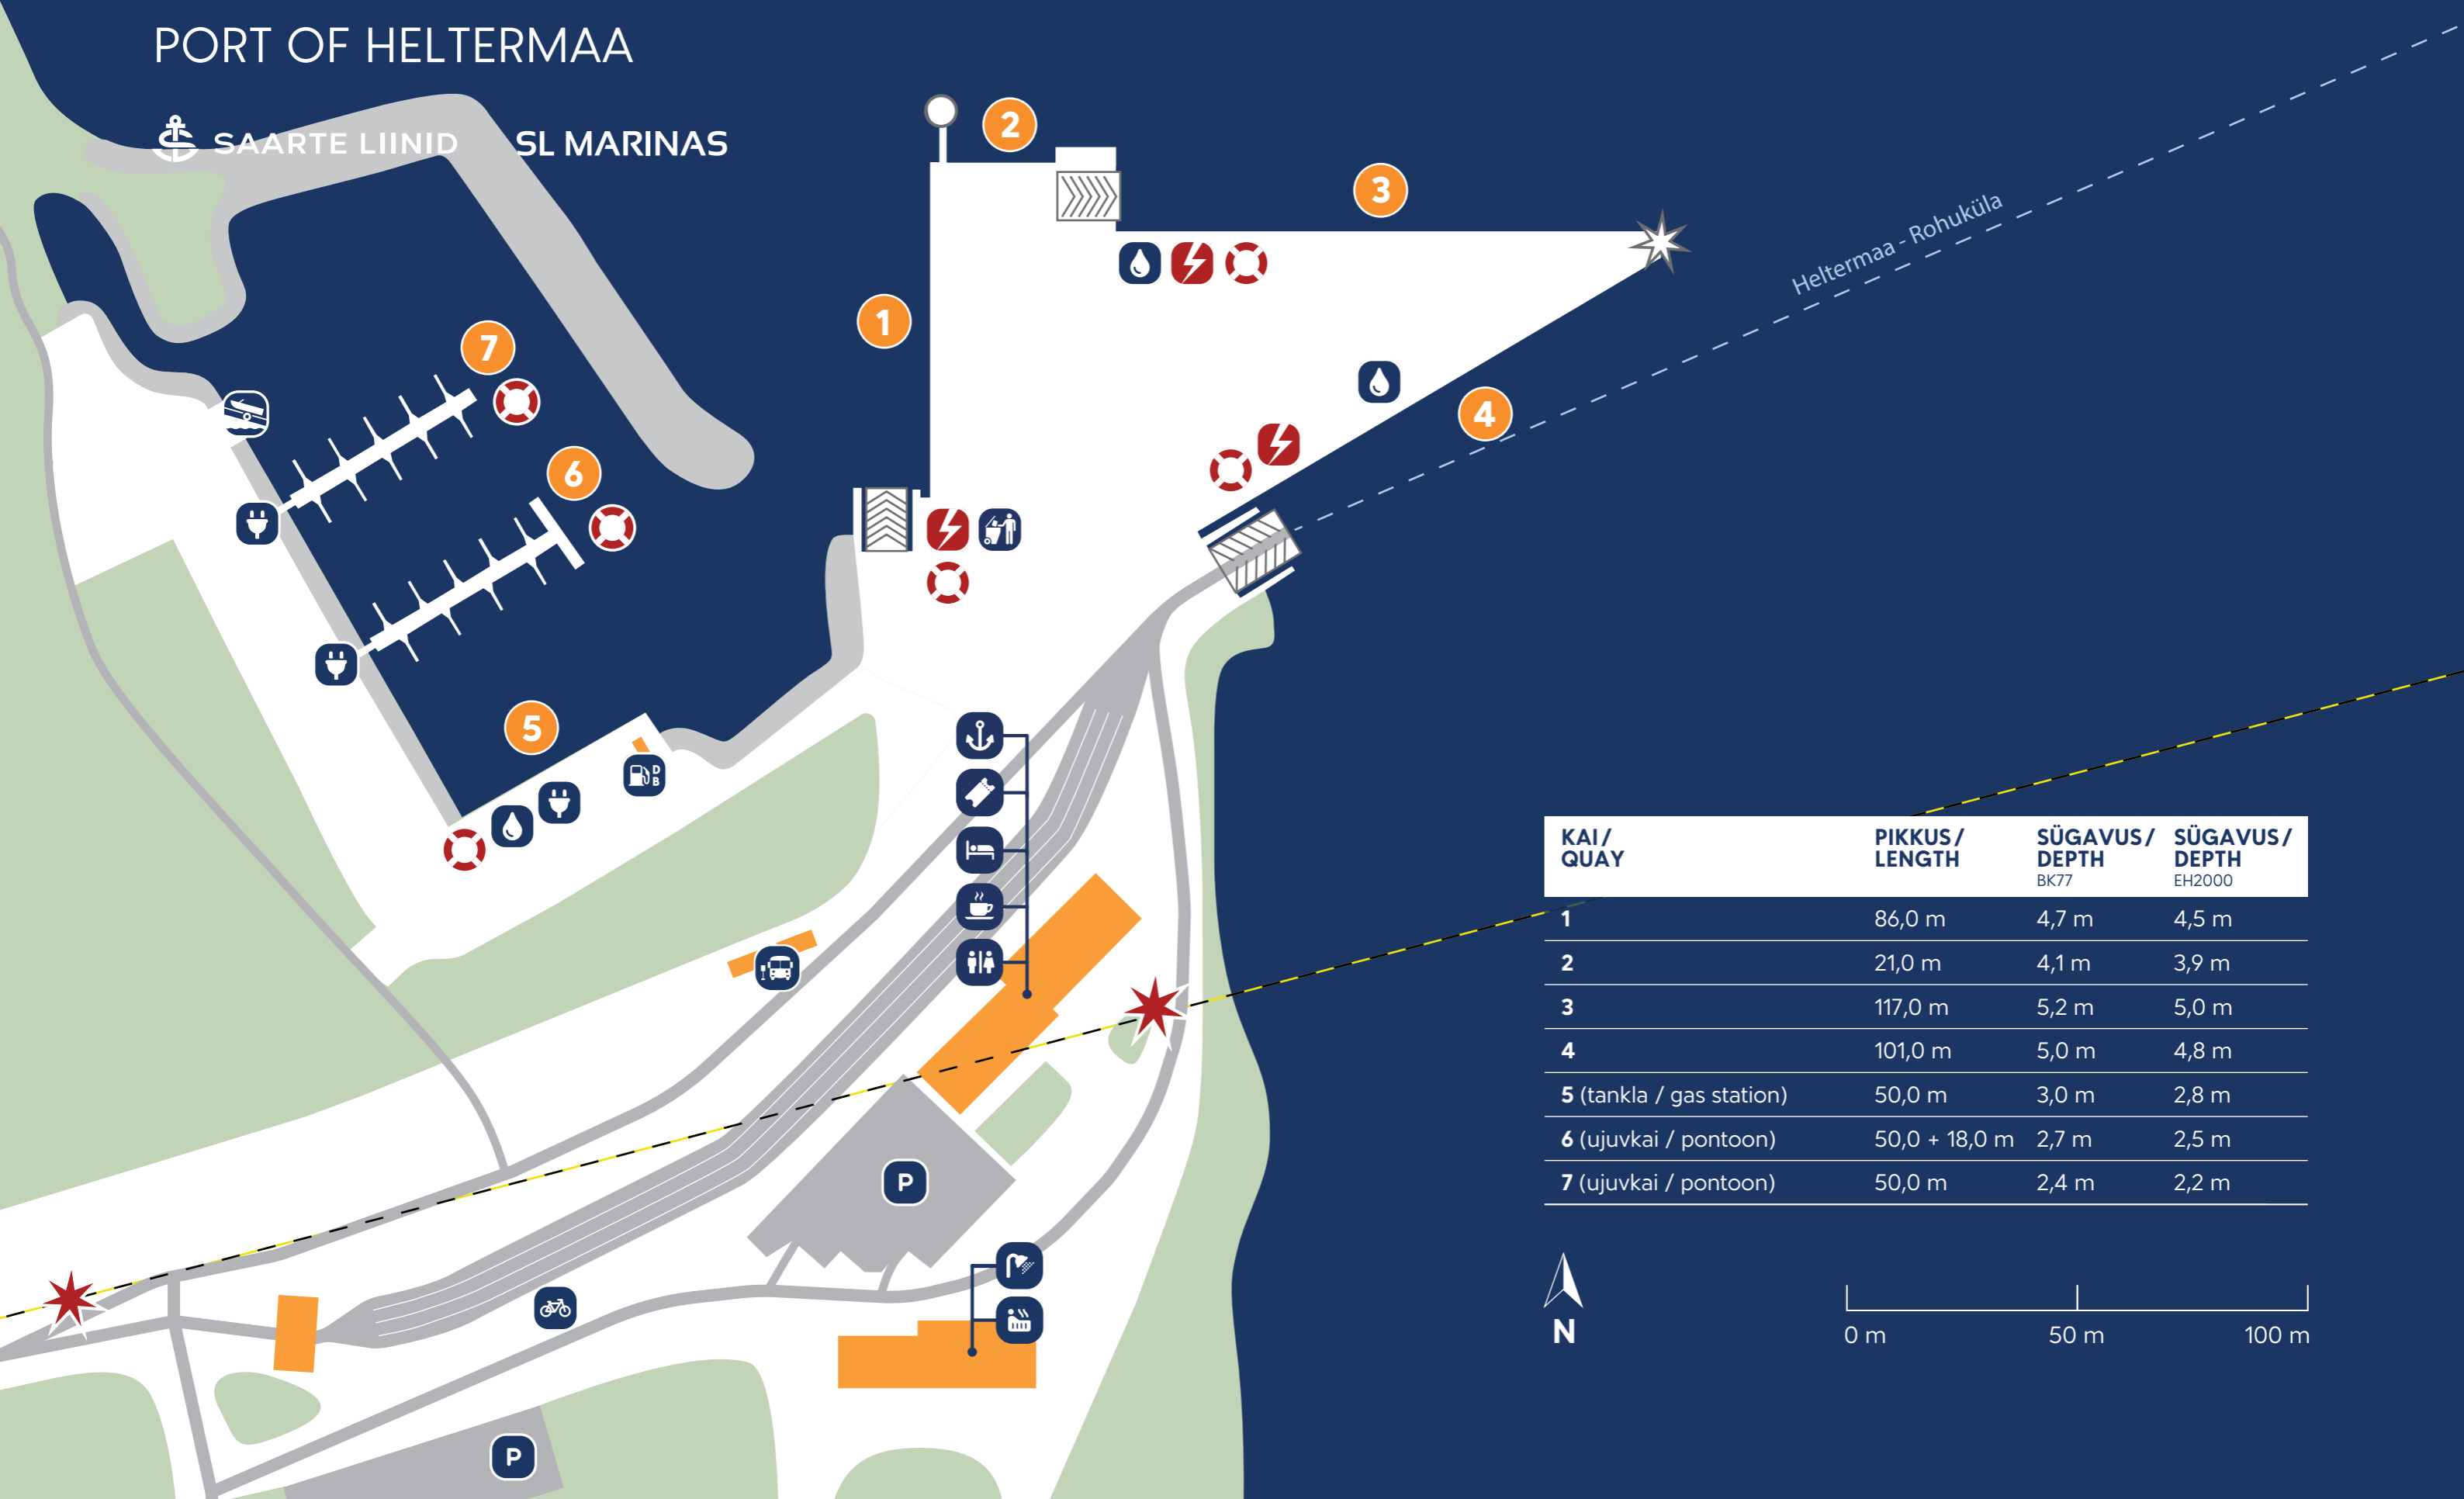 PORT OF HELTERMAA
SAARTE LIINID
SL MARINAS
2
3
1
Heltermaa - Rohuküla
7
4
6
5
D
B
P
P
KAI/ QUAY PIKKUS/ LENGTH SÜGAVUS/ DEPTH BK77 SÜGAVUS/ DEPTH EH2000
1 86,0 m 4,7 m 4,5 m
2 21,0 m 4,1 m 3,9 m
3 117,0 m 5,2 m 5,0 m
4 101,0 m 5,0 m 4,8 m
5 (tankla / gas station) 50,0 m 3,0 m 2,8 m
6 (ujuvkai / pontoon) 50,0 + 18,0 m 2,7 m 2,5 m
7 (ujuvkai / pontoon) 50,0 m 2,4 m 2,2 m
N
0 m 50 m 100 m